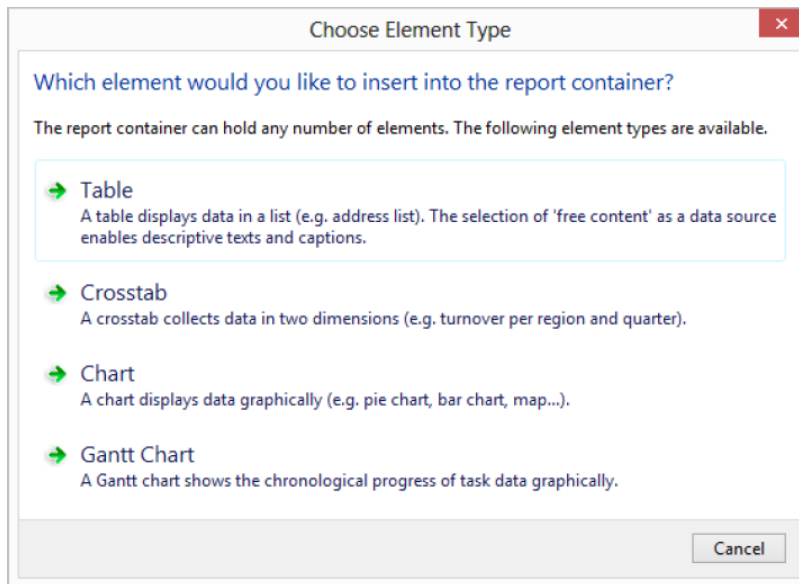 Choose Element Type
Which element would you like to insert into the report container?
The report container can hold any number of elements. The following element types are available.
Table
A table displays data in a list (e.g. address list). The selection of 'free content' as a data source
enables descriptive texts and captions.
Crosstab
A crosstab collects data in two dimensions (e.g. turnover per region and quarter).
Chart
A chart displays data graphically (e.g. pie chart, bar chart, map...).
Gantt Chart
A Gantt chart shows the chronological progress of task data graphically.
Cancel